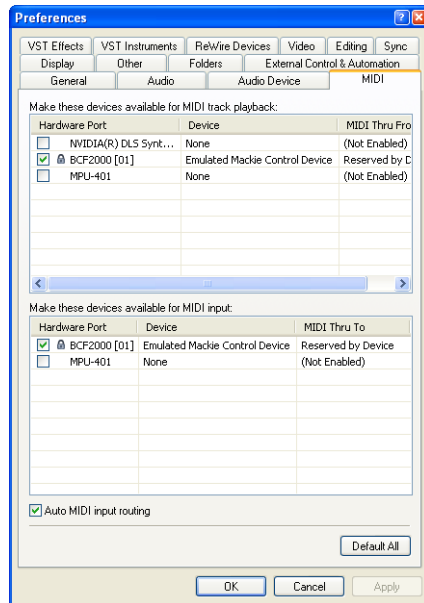 Preferences
VST Effects VST Instruments ReWire Devices Video Editing Sync
Display Other Folders External Control & Automation
General Audio Audio Device MIDI
Make these devices available for MIDI track playback:
Hardware Port Device MIDI Thru Fro
NVIDIA(R) DLS Synt... None (Not Enabled)
BCF2000 [01] Emulated Mackie Control Device Reserved by D
MPU-401 None (Not Enabled)
Make these devices available for MIDI input:
Hardware Port Device MIDI Thru To
BCF2000 [01] Emulated Mackie Control Device Reserved by Device
MPU-401 None (Not Enabled)
Auto MIDI input routing
Default All
OK Cancel Apply